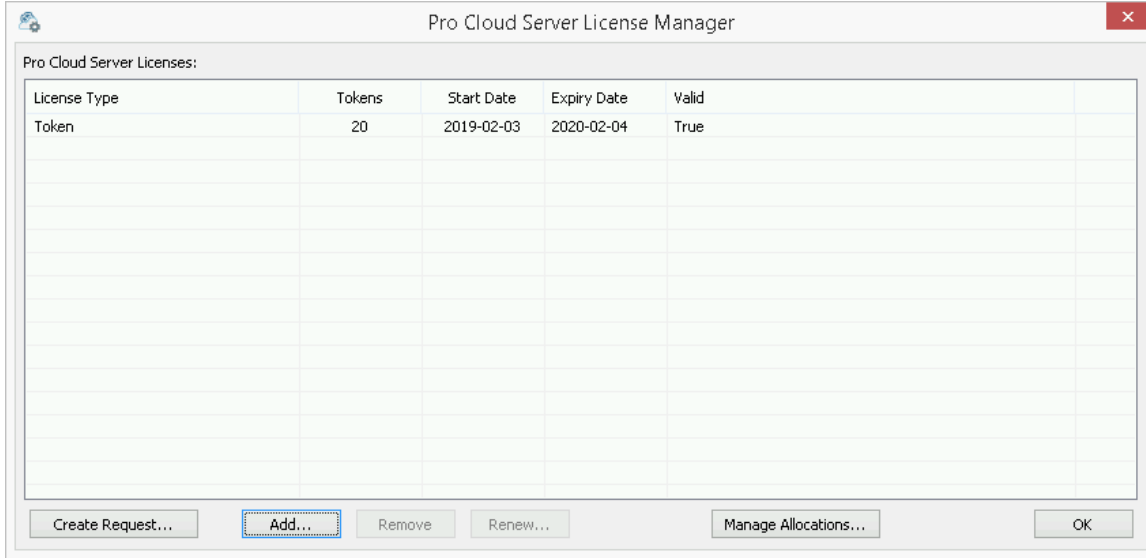 Pro Cloud Server License Manager
Pro Cloud Server Licenses:
License Type Tokens Start Date Expiry Date Valid
Token 20 2019-02-03 2020-02-04 True
Create Request... Add... Remove Renew... Manage Allocations... OK